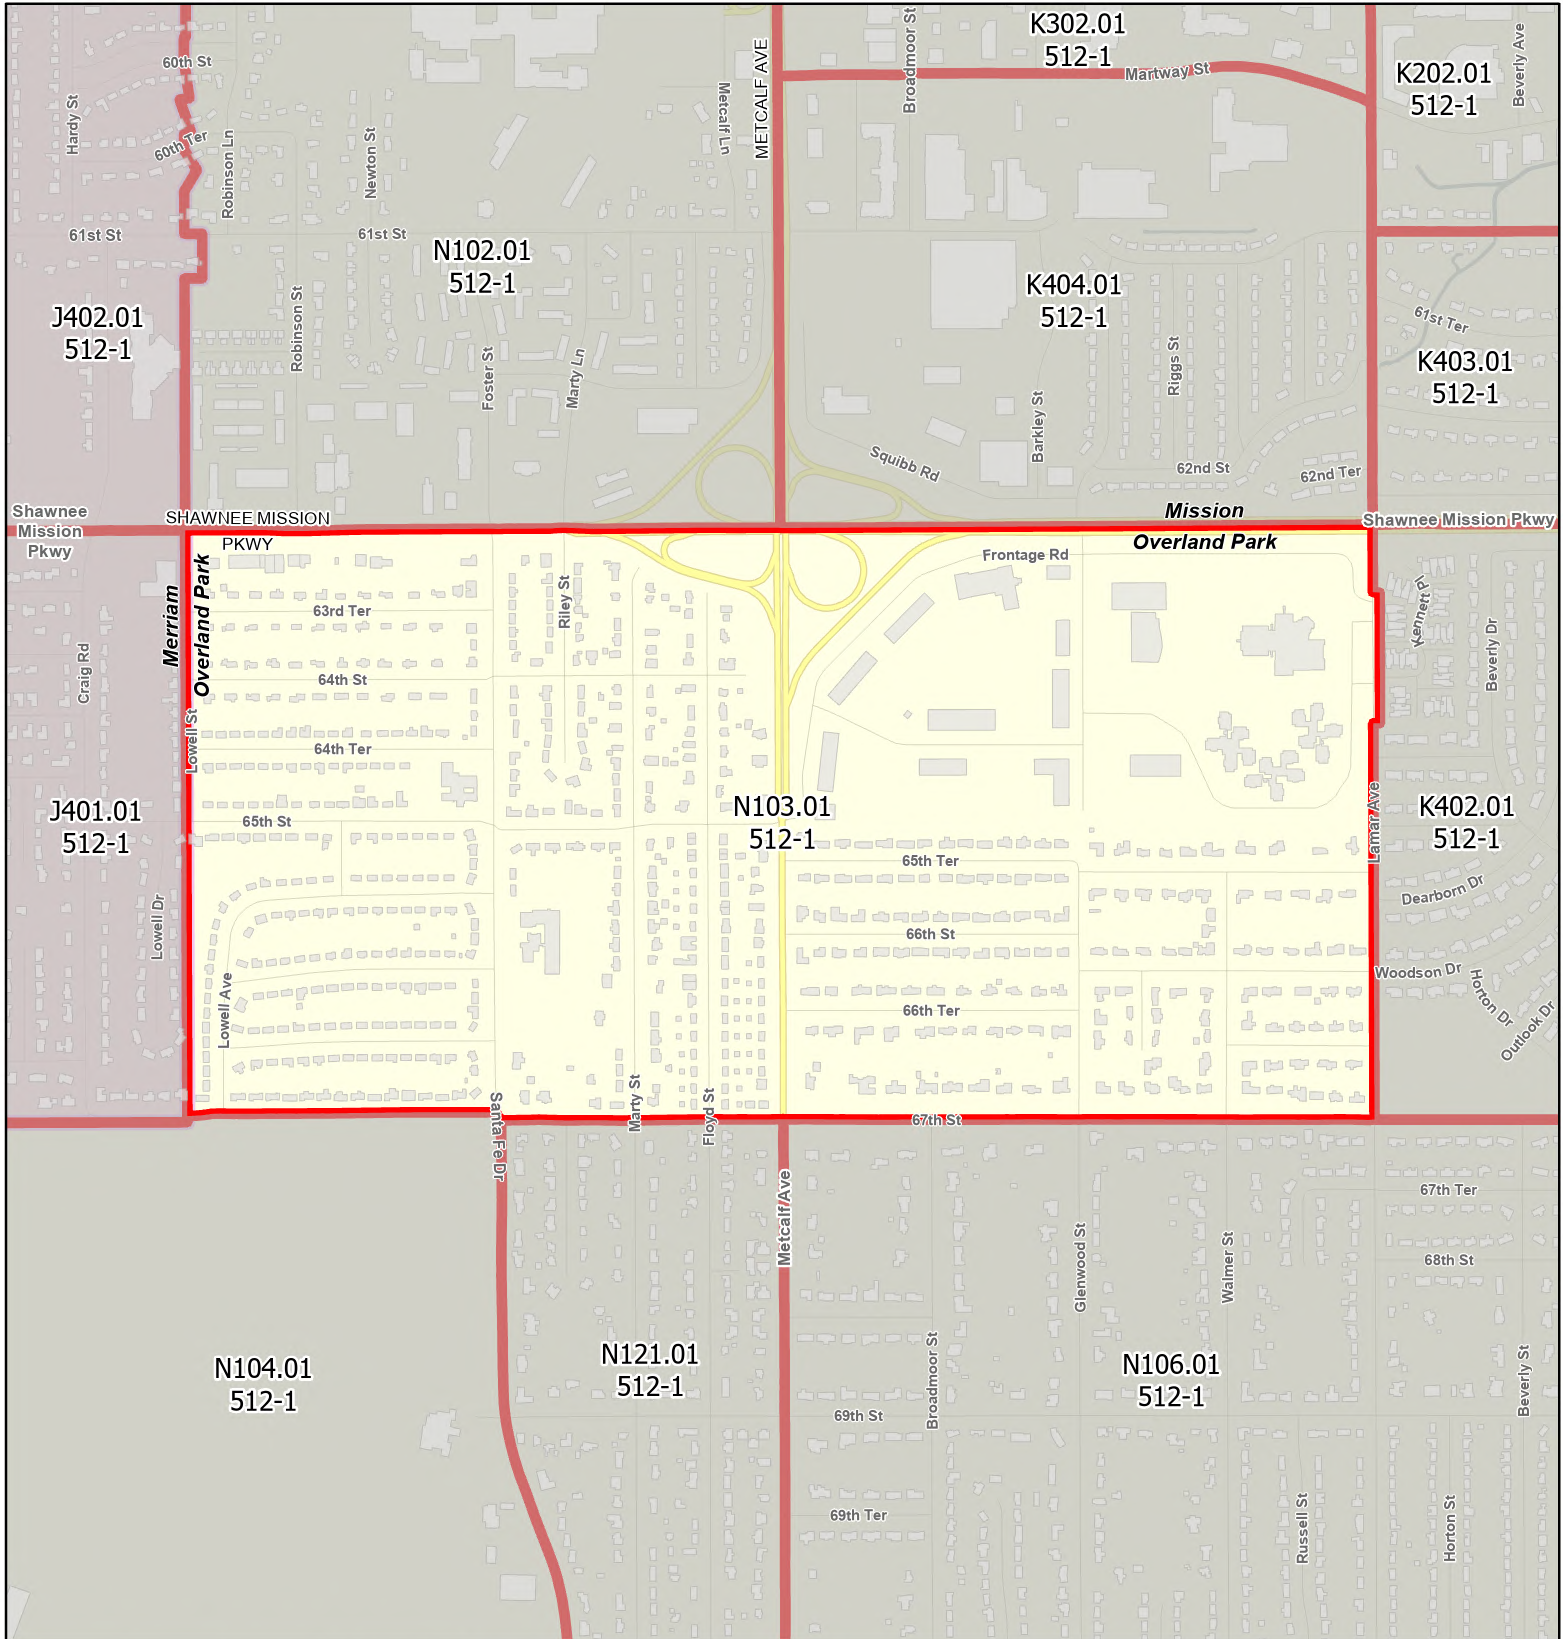 K302.01
512-1
K202.01
512-1
Beverly Ave
Broadmoor St
Martway St
METCALF AVE
Metcalf Ln
60th St
Hardy St
60th Ter
Robinson Ln
Newton St
61st St
61st St
N102.01
512-1
K404.01
512-1
J402.01
512-1
Robinson St
Foster St
Marty Ln
Riggs St
Barkley St
61st Ter
K403.01
512-1
Squibb Rd
62nd St
62nd Ter
Shawnee
Mission
Pkwy
SHAWNEE MISSION
PKWY
Mission
Overland Park
Shawnee Mission Pkwy
Frontage Rd
Merriam
Overland Park
Riley St
Kennett Pl
Beverly Dr
63rd Ter
Craig Rd
64th St
Lowell St
64th Ter
J401.01
512-1
65th St
N103.01
512-1
Lamar Ave
K402.01
512-1
65th Ter
Dearborn Dr
Lowell Dr
66th St
Woodson Dr
Horton Dr
Outlook Dr
Lowell Ave
66th Ter
Santa Fe Dr
Marty St
Floyd St
67th St
Metcalf Ave
67th Ter
Glenwood St
Walmer St
68th St
N104.01
512-1
N121.01
512-1
N106.01
512-1
Broadmoor St
Beverly St
69th St
69th Ter
Russell St
Horton St